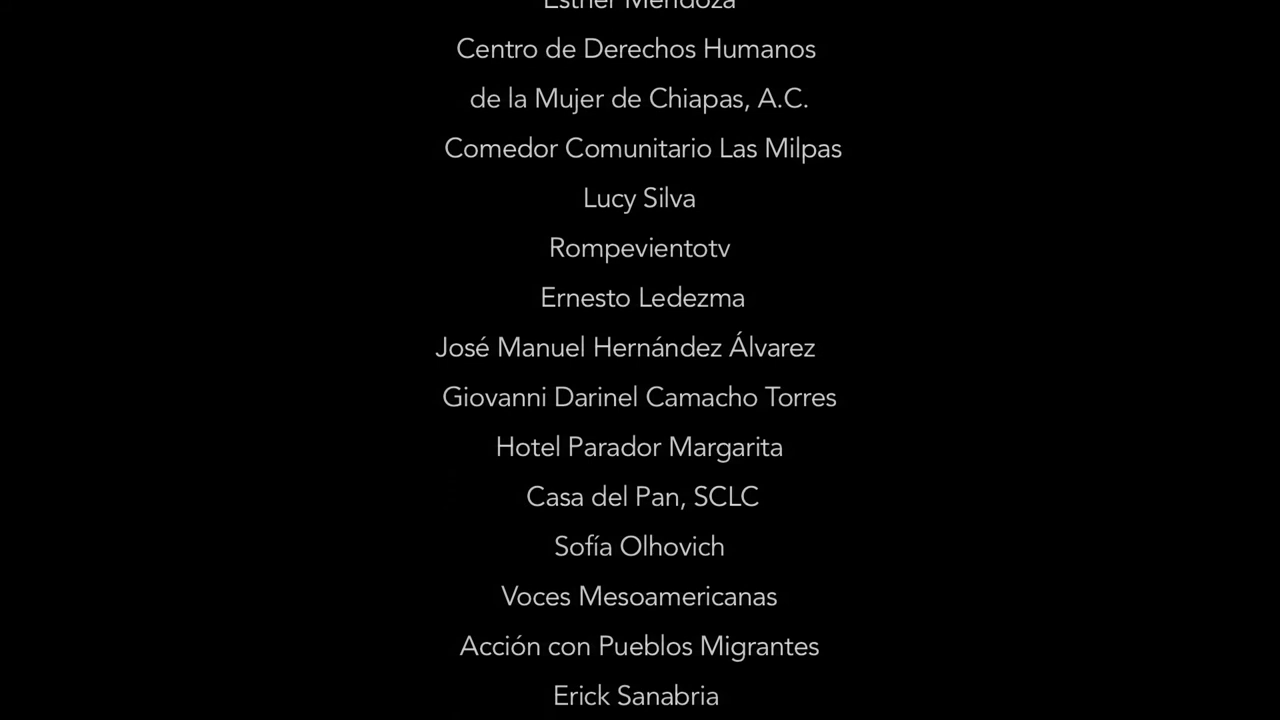 Esther Mendoza
Centro de Derechos Humanos
de la Mujer de Chiapas, A.C.
Comedor Comunitario Las Milpas
Lucy Silva
Rompevientotv
Ernesto Ledezma
José Manuel Hernández Álvarez
Giovanni Darinel Camacho Torres
Hotel Parador Margarita
Casa del Pan, SCLC
Sofía Olhovich
Voces Mesoamericanas
Acción con Pueblos Migrantes
Erick Sanabria